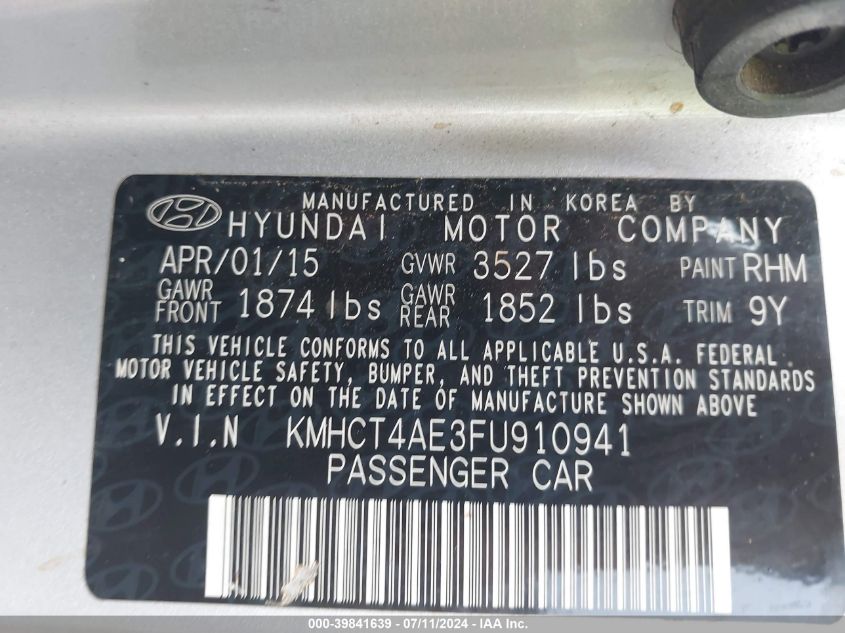 MANUFACTURED IN KOREA BY
HYUNDAI MOTOR COMPANY
APR/01/15 GVWR 3527 lbs PAINT RHM
GAWR FRONT 1874 lbs GAWR REAR 1852 lbs TRIM 9Y
THIS VEHICLE CONFORMS TO ALL APPLICABLE U.S.A. FEDERAL
MOTOR VEHICLE SAFETY, BUMPER, AND THEFT PREVENTION STANDARDS
IN EFFECT ON THE DATE OF MANUFACTURE SHOWN ABOVE.
V.I.N KMHCT4AE3FU910941
PASSENGER CAR
000-39841639 - 07/11/2024 - IAAI.com